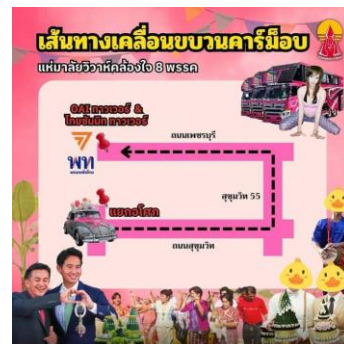 เส้นทางเคลื่อนขบวนคาร์ม็อบ
แห่มาลัยวิวาห์คล้องใจ 8 พรรค
OAI ทาวเวอร์ &
ไทยซัมมิท ทาวเวอร์
ถนนเพชรบุรี
พท
สุขุมวิท 55
แยกอโศก
ถนนสุขุมวิท